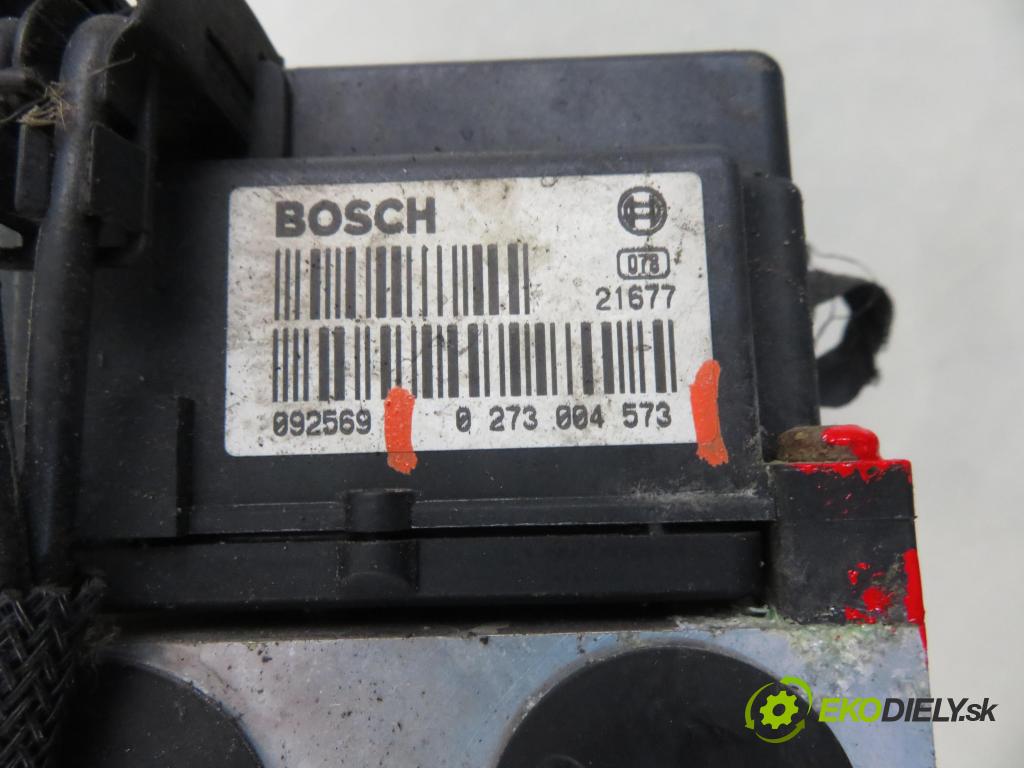 BOSCH
078
21677
092569 0 273 004 573
EKODIELY.sk